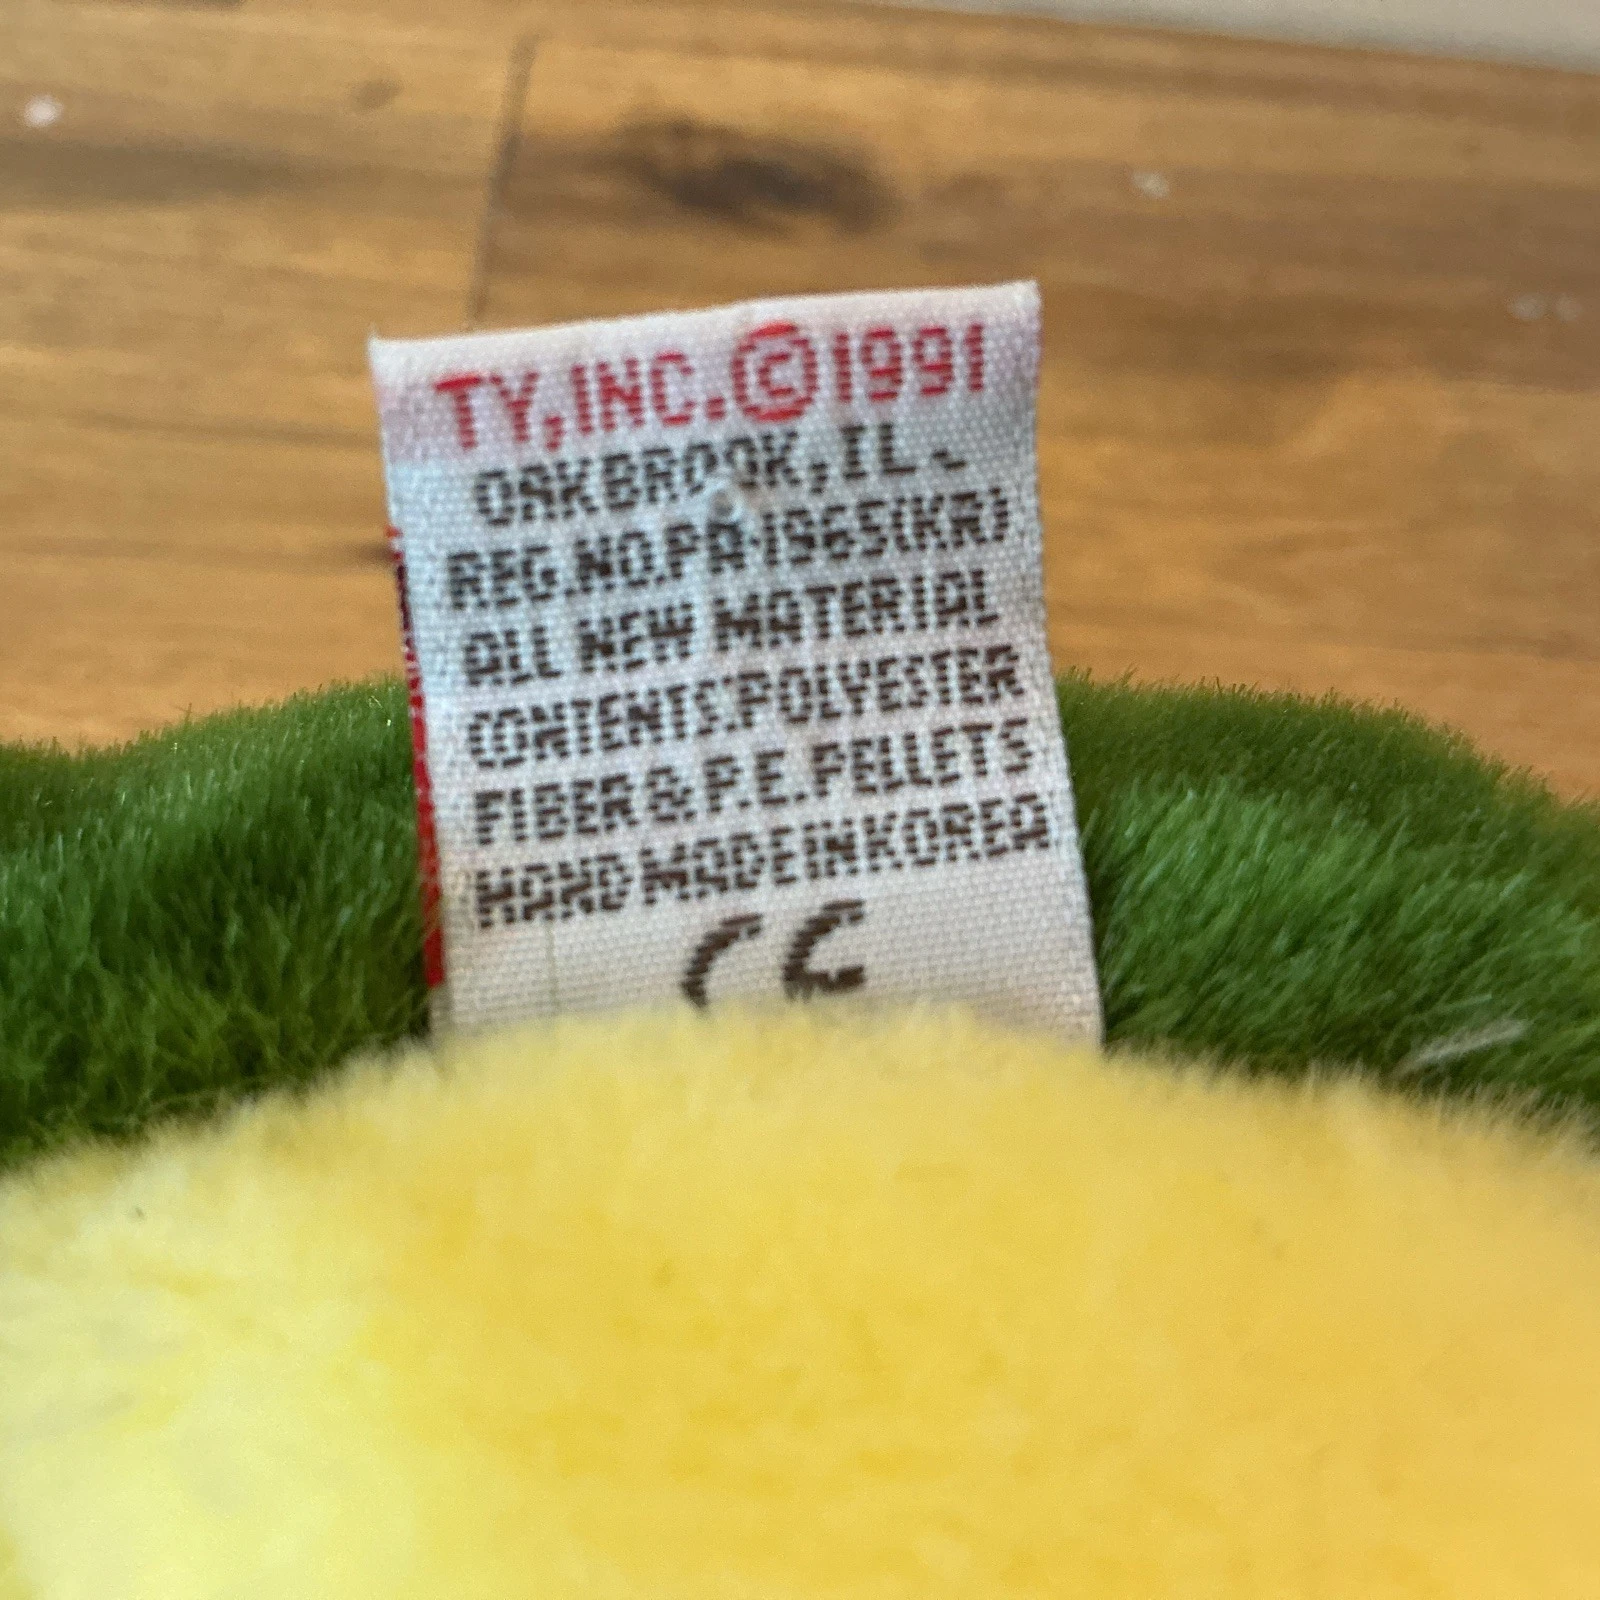 TY,INC.©1991
OAKBROOK,IL.
REG.NO.PA-1965(KR)
ALL NEW MATERIAL
CONTENTS:POLYESTER
FIBER & P.E. PELLETS
HAND MADE IN KOREA
CE